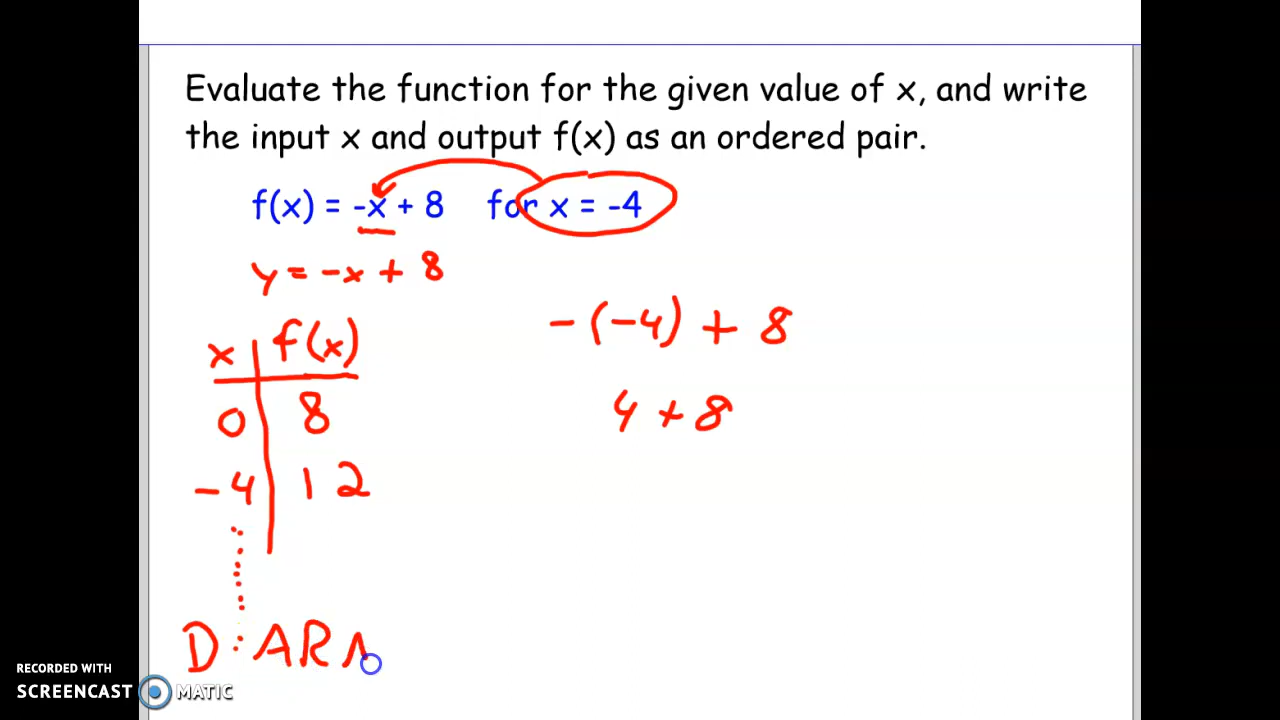 Evaluate the function for the given value of x, and write
the input x and output f(x) as an ordered pair.
f(x) = -x + 8 for x = -4
y = -x + 8
-(-4) + 8
x f(x)
4 + 8
0 8
-4 12
D: AR
RECORDED WITH
SCREENCAST MATIC